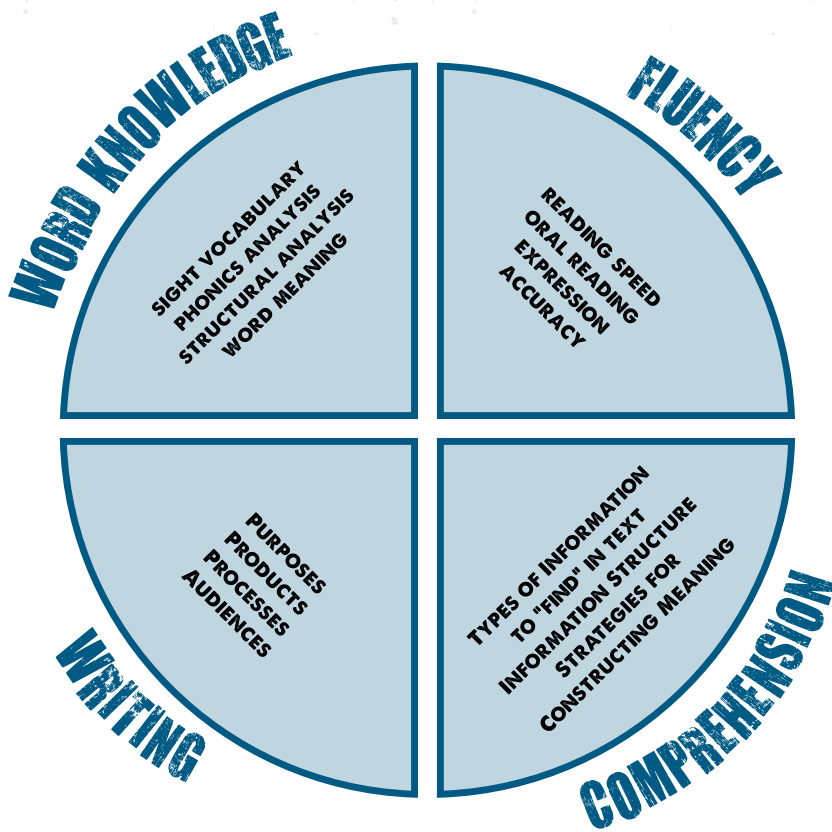 WORD KNOWLEDGE
SIGHT VOCABULARY
PHONICS ANALYSIS
STRUCTURAL ANALYSIS
WORD MEANING
FLUENCY
READING SPEED
ORAL READING
EXPRESSION
ACCURACY
WRITING
PURPOSES
PRODUCTS
PROCESSES
AUDIENCES
COMPREHENSION
TYPES OF INFORMATION
TO "FIND" IN TEXT
INFORMATION STRUCTURE
STRATEGIES FOR
CONSTRUCTING MEANING